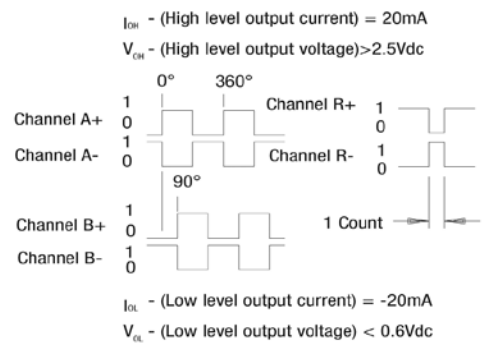 I_OH - (High level output current) = 20mA
V_OH - (High level output voltage)>2.5Vdc
0° 360°
Channel A+ 1 0
Channel A- 1 0
Channel R+ 1 0
Channel R- 1 0
90°
Channel B+ 1 0
Channel B- 1 0
1 Count
I_OL - (Low level output current) = -20mA
V_OL - (Low level output voltage) < 0.6Vdc